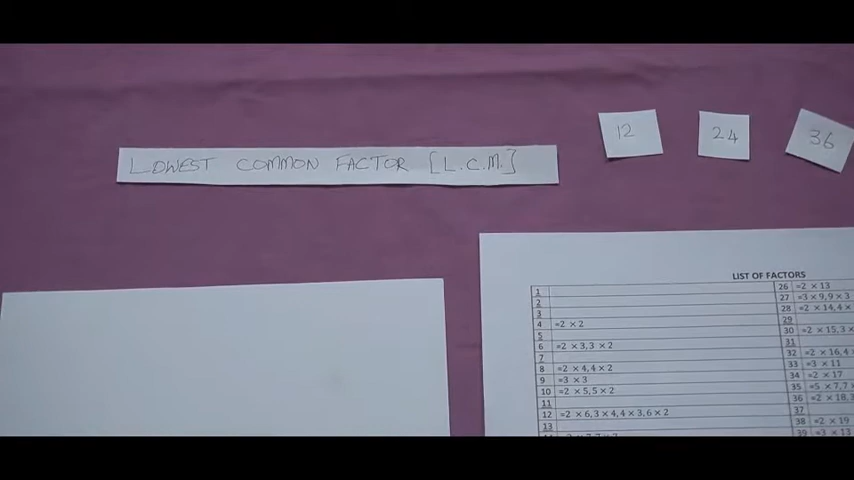 LOWEST COMMON FACTOR [L.C.M.]
12
24
36
LIST OF FACTORS
1
2
3
4 =2 × 2
5
6 =2 × 3,3 × 2
7
8 =2 × 4,4 × 2
9 =3 × 3
10 =2 × 5,5 × 2
11
12 =2 × 6,3 × 4,4 × 3,6 × 2
13
26 =2 × 13
27 =3 × 9,9 × 3
28 =2 × 14,4 ×
29
30 =2 × 15,3 ×
31
32 =2 × 16,4
33 =3 × 11
34 =2 × 17
35 =5 × 7,7 ×
36 =2 × 18,3
37
38 =2 × 19
39 =3 × 13